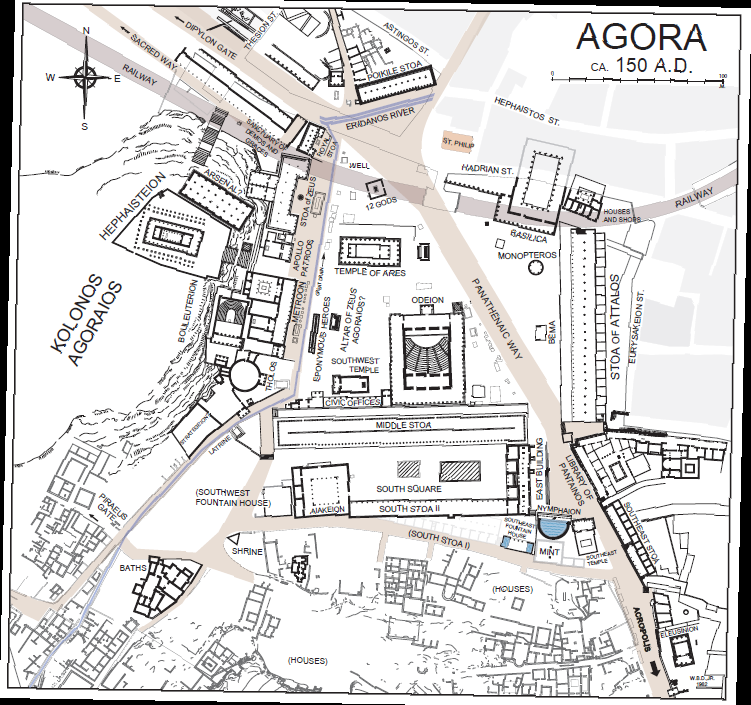 AGORA
CA. 150 A.D.
0
100
M
N
W
E
S
DIPYLON GATE
THESION ST.
SACRED WAY
RAILWAY
ASTINGOS ST.
POIKILE STOA
ERIDANOS RIVER
HEPHAISTOS ST.
ST. PHILIP
SANCTUARY OF
DEMOS AND
GRACES
ROYAL
STOA
WELL
HADRIAN ST.
RAILWAY
ARSENAL?
HEPHAISTEION
STOA of ZEUS
12 GODS
HOUSES
AND SHOPS
BASILICA
MONOPTEROS
APOLLO
PATROOS
TEMPLE OF ARES
KOLONOS
AGORAIOS
BOULEUTERION
METROON
great drain
EPONYMOUS HEROES
ALTAR OF ZEUS
AGORAIOS?
ODEION
PANATHENAIC WAY
BEMA
STOA OF ATTALOS
EURYSAKEION ST.
SOUTHWEST
TEMPLE
THOLOS
CIVIC OFFICES
MIDDLE STOA
STRATEGEION
LATRINE
EAST BUILDING
LIBRARY OF
PANTAINOS
(SOUTHWEST
FOUNTAIN HOUSE)
SOUTH SQUARE
AIAKEION
SOUTH STOA II
NYMPHAION
SOUTHEAST
FOUNTAIN
HOUSE
SOUTHEAST STOA
PIRAEUS
GATE
(SOUTH STOA I)
MINT
SOUTHEAST
TEMPLE
SHRINE
BATHS
(HOUSES)
ACROPOLIS
ELEUSINION
(HOUSES)
W.B.D. JR.
1982